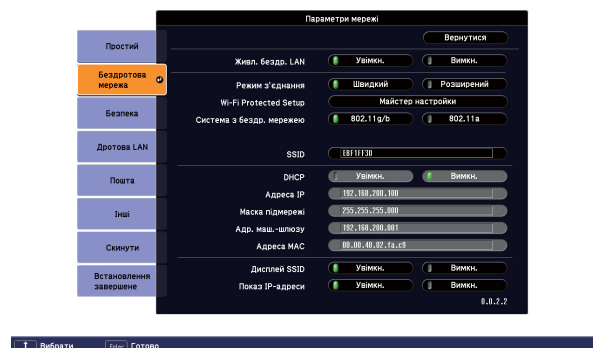 Параметри мережі
Вернутися
Простий
Живл. бездр. LAN Увімкн. Вимкн.
Бездротова
мережа
Режим з'єднання Швидкий Розширений
Wi-Fi Protected Setup Майстер настройки
Безпека
Система з бездр. мережею 802.11g/b 802.11a
Дротова LAN
SSID EBF1FF3D
DHCP Увімкн. Вимкн.
Пошта
Адреса IP 192.168.200.100
Маска підмережі 255.255.255.000
Інші
Адр. маш.-шлюзу 192.168.200.001
Адреса MAC 00.00.48.02.fa.c9
Скинути
Дисплей SSID Увімкн. Вимкн.
Встановлення
завершене
Показ IP-адреси Увімкн. Вимкн.
0.0.2.2
Вибрати Enter Готово